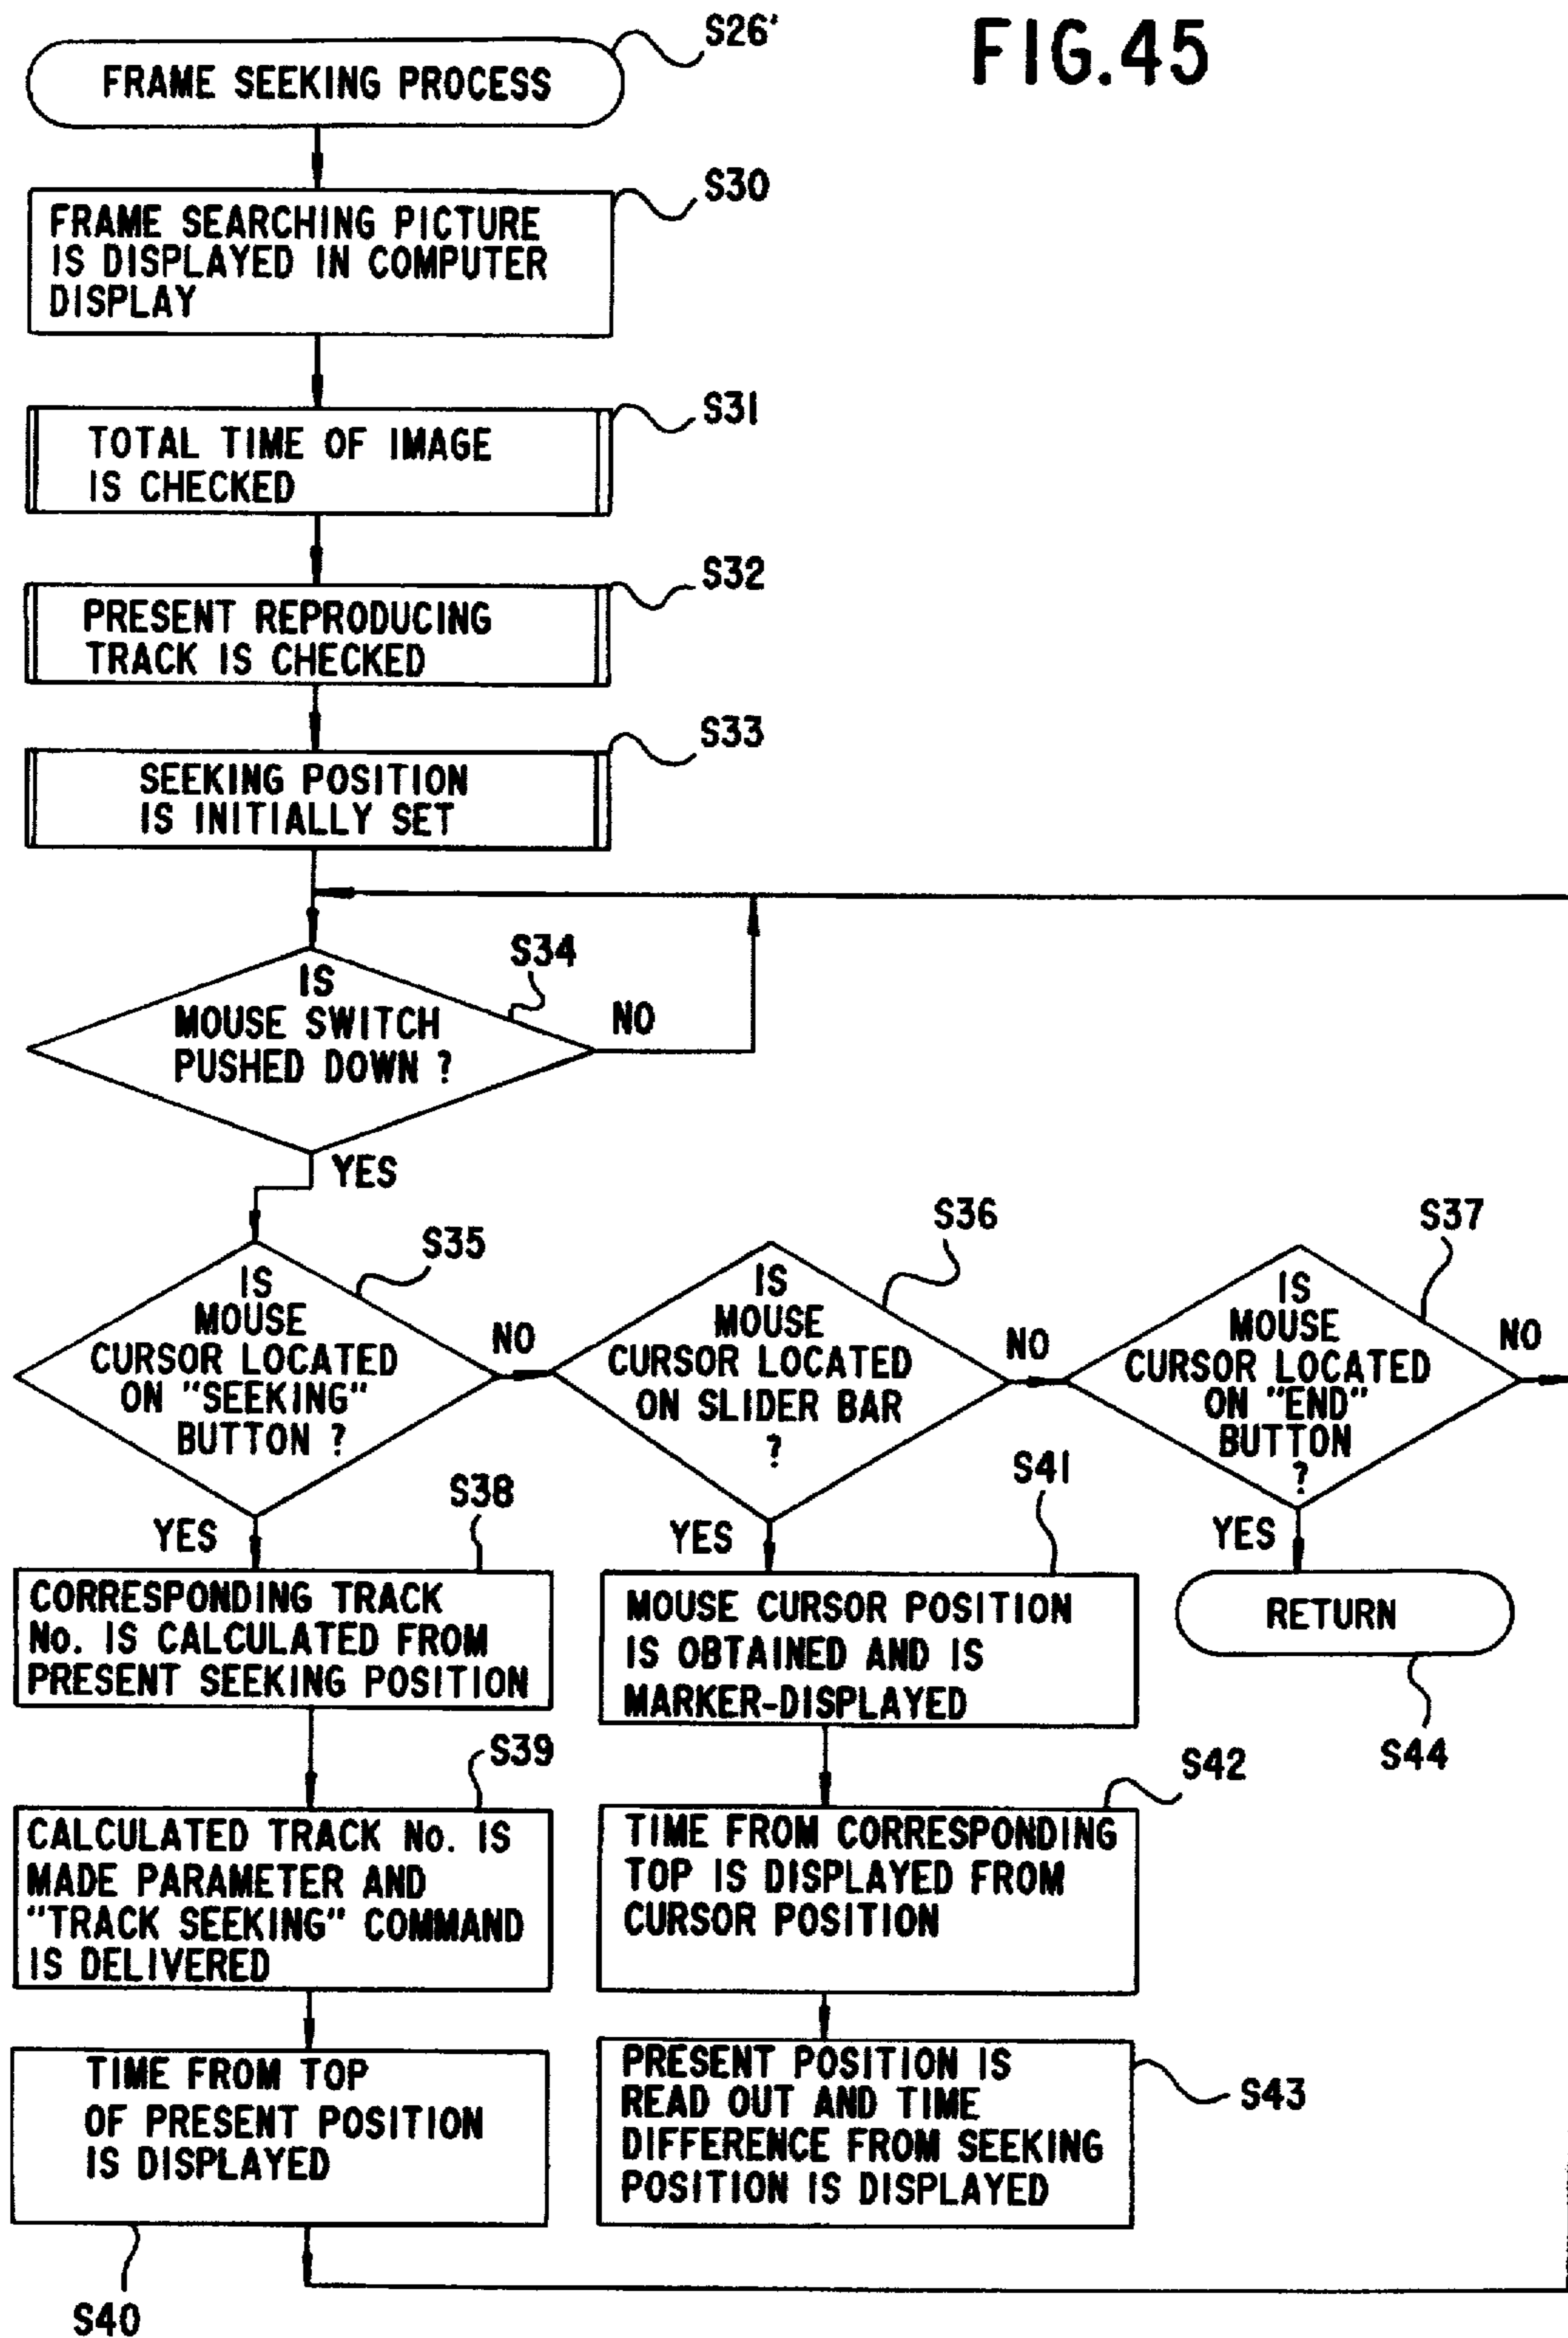 FIG.45
S26'
FRAME SEEKING PROCESS
S30
FRAME SEARCHING PICTURE
IS DISPLAYED IN COMPUTER
DISPLAY
S31
TOTAL TIME OF IMAGE
IS CHECKED
S32
PRESENT REPRODUCING
TRACK IS CHECKED
S33
SEEKING POSITION
IS INITIALLY SET
S34
IS
MOUSE SWITCH
PUSHED DOWN ?
NO
YES
S35
IS
MOUSE
CURSOR LOCATED
ON "SEEKING"
BUTTON ?
NO
YES
S36
IS
MOUSE
CURSOR LOCATED
ON SLIDER BAR
?
NO
YES
S37
IS
MOUSE
CURSOR LOCATED
ON "END"
BUTTON
?
NO
YES
S38
CORRESPONDING TRACK
No. IS CALCULATED FROM
PRESENT SEEKING POSITION
S39
CALCULATED TRACK No. IS
MADE PARAMETER AND
"TRACK SEEKING" COMMAND
IS DELIVERED
TIME FROM TOP
OF PRESENT POSITION
IS DISPLAYED
S40
S41
MOUSE CURSOR POSITION
IS OBTAINED AND IS
MARKER-DISPLAYED
S42
TIME FROM CORRESPONDING
TOP IS DISPLAYED FROM
CURSOR POSITION
PRESENT POSITION IS
READ OUT AND TIME
DIFFERENCE FROM SEEKING
POSITION IS DISPLAYED
S43
RETURN
S44